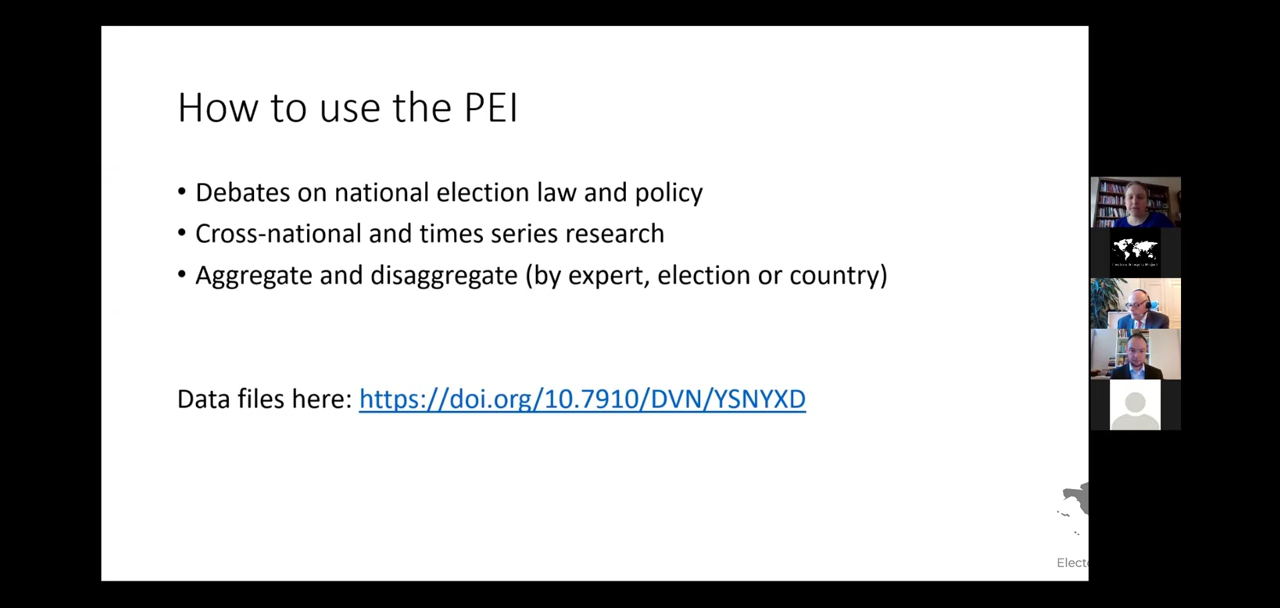 How to use the PEI
• Debates on national election law and policy
• Cross-national and times series research
• Aggregate and disaggregate (by expert, election or country)
Data files here: https://doi.org/10.7910/DVN/YSNYXD
Elect